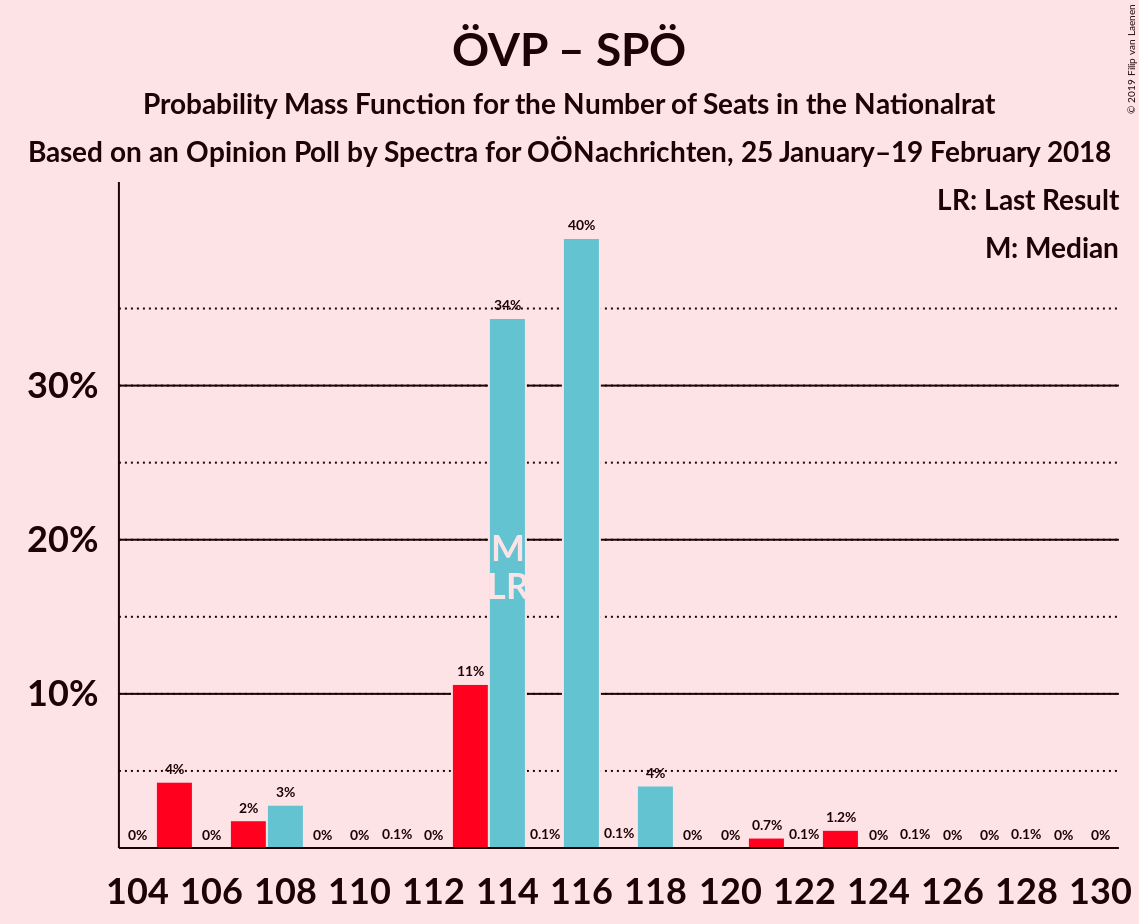 ÖVP – SPÖ
Probability Mass Function for the Number of Seats in the Nationalrat
Based on an Opinion Poll by Spectra for OÖNachrichten, 25 January–19 February 2018
© 2019 Filip van Laenen
LR: Last Result
M: Median
30%
20%
10%
0% 4% 0% 2% 3% 0% 0% 0.1% 0% 11% 34% 0.1% 40% 0.1% 4% 0% 0% 0.7% 0.1% 1.2% 0% 0.1% 0% 0% 0.1% 0% 0%
M
LR
104 106 108 110 112 114 116 118 120 122 124 126 128 130